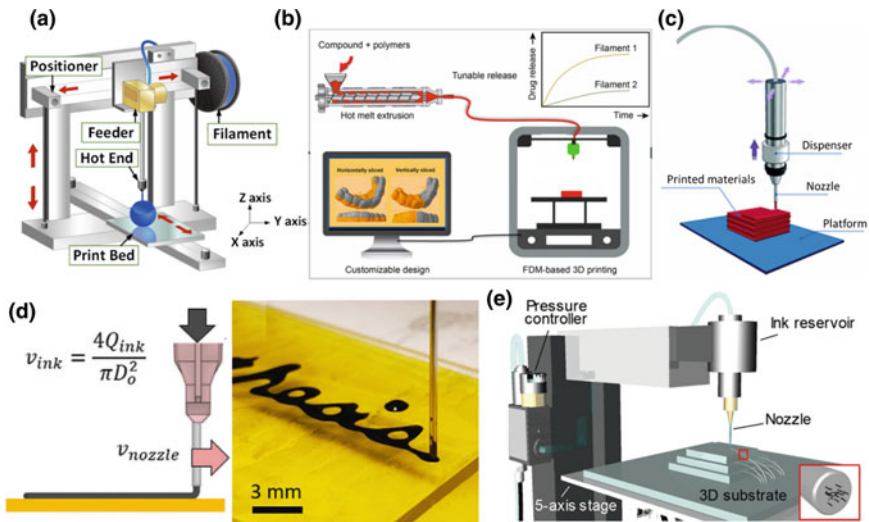 (a)
Positioner
Feeder
Filament
Hot End
Print Bed
Z axis
Y axis
X axis
(b)
Compound + polymers
Hot melt extrusion
Tunable release
Drug release
Filament 1
Filament 2
Time
Horizontally sliced
Vertically sliced
Customizable design
FDM-based 3D printing
(c)
Dispenser
Printed materials
Nozzle
Platform
(d)
v_ink = 4Q_ink / πD_o^2
v_nozzle
3 mm
(e)
Pressure
controller
Ink reservoir
Nozzle
5-axis stage
3D substrate